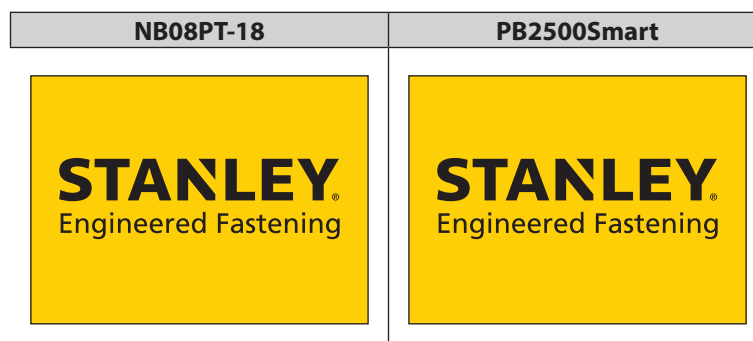 NB08PT-18
PB2500Smart
STANLEY®
Engineered Fastening
STANLEY®
Engineered Fastening